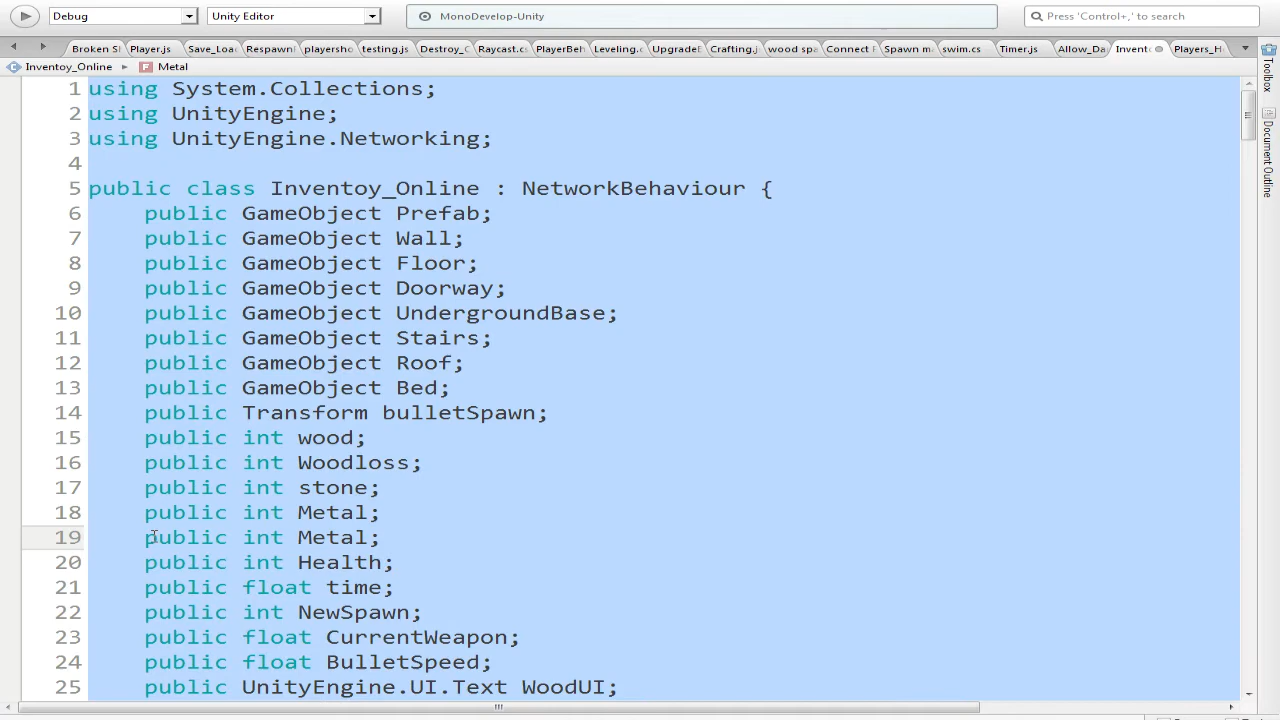 Debug
Unity Editor
MonoDevelop-Unity
Press 'Control+,' to search
Broken S
Player.js
Save_Loa
Respawn
playersho
testing.js
Destroy_C
Raycast.cs
PlayerBeh
Leveling.c
UpgradeB
Crafting.j
wood spa
Connect F
Spawn m
swim.cs
Timer.js
Allow_Da
Invent
Players_H
Inventoy_Online
Metal
Toolbox
Document Outline
1 using System.Collections;
2 using UnityEngine;
3 using UnityEngine.Networking;
4
5 public class Inventoy_Online : NetworkBehaviour {
6 public GameObject Prefab;
7 public GameObject Wall;
8 public GameObject Floor;
9 public GameObject Doorway;
10 public GameObject UndergroundBase;
11 public GameObject Stairs;
12 public GameObject Roof;
13 public GameObject Bed;
14 public Transform bulletSpawn;
15 public int wood;
16 public int Woodloss;
17 public int stone;
18 public int Metal;
19 public int Metal;
20 public int Health;
21 public float time;
22 public int NewSpawn;
23 public float CurrentWeapon;
24 public float BulletSpeed;
25 public UnityEngine.UI.Text WoodUI;